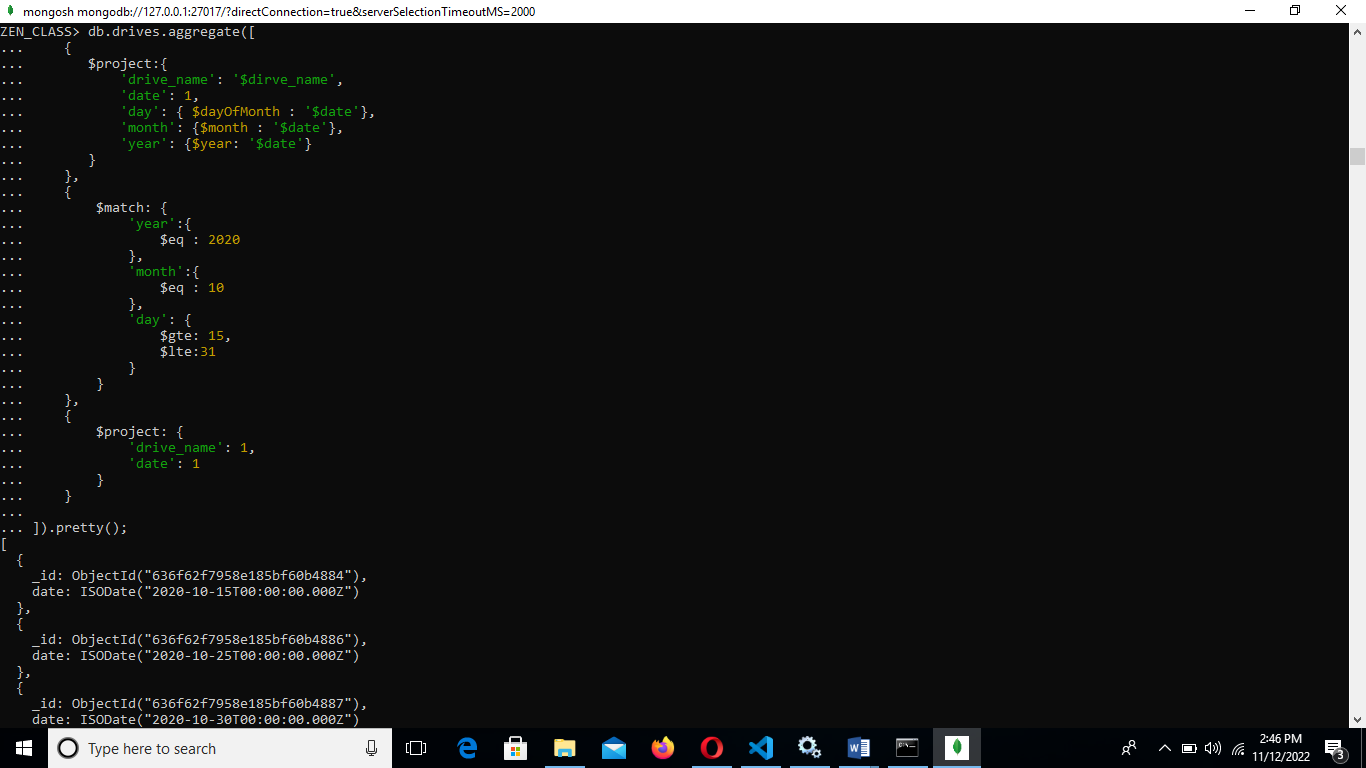 mongosh mongodb://127.0.0.1:27017/?directConnection=true&serverSelectionTimeoutMS=2000
ZEN_CLASS> db.drives.aggregate([
...     {
...        $project:{
...            'drive_name': '$dirve_name',
...            'date': 1,
...            'day': { $dayOfMonth : '$date'},
...            'month': {$month : '$date'},
...            'year': {$year: '$date'}
...        }
...     },
...     {
...         $match: {
...             'year':{
...                 $eq : 2020
...             },
...             'month':{
...                 $eq : 10
...             },
...             'day': {
...                 $gte: 15,
...                 $lte:31
...             }
...         }
...     },
...     {
...         $project: {
...             'drive_name': 1,
...             'date': 1
...         }
...     }
...
... ]).pretty();
[
  {
    _id: ObjectId("636f62f7958e185bf60b4884"),
    date: ISODate("2020-10-15T00:00:00.000Z")
  },
  {
    _id: ObjectId("636f62f7958e185bf60b4886"),
    date: ISODate("2020-10-25T00:00:00.000Z")
  },
  {
    _id: ObjectId("636f62f7958e185bf60b4887"),
    date: ISODate("2020-10-30T00:00:00.000Z")
Type here to search
2:46 PM
11/12/2022
3